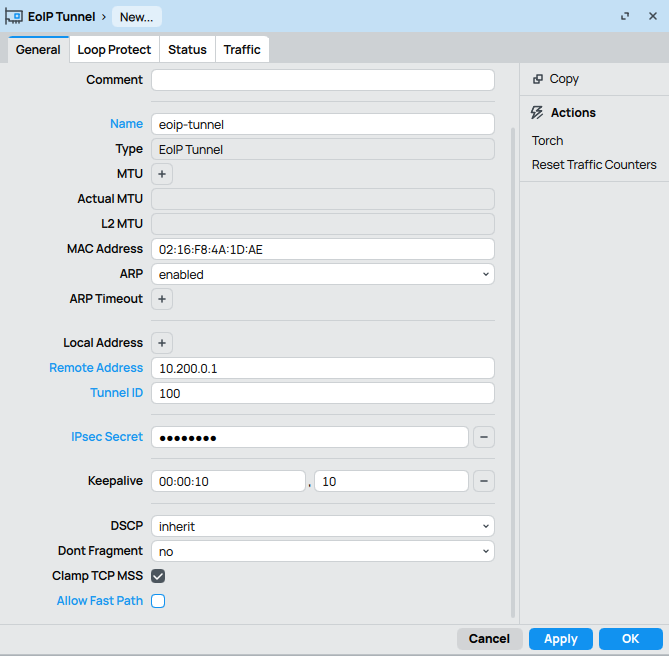 EoIP Tunnel › New...
General Loop Protect Status Traffic
Comment
Name eoip-tunnel
Type EoIP Tunnel
MTU +
Actual MTU
L2 MTU
MAC Address 02:16:F8:4A:1D:AE
ARP enabled
ARP Timeout +
Local Address +
Remote Address 10.200.0.1
Tunnel ID 100
IPsec Secret ●●●●●●●● −
Keepalive 00:00:10 , 10 −
DSCP inherit
Dont Fragment no
Clamp TCP MSS
Allow Fast Path
Copy
Actions
Torch
Reset Traffic Counters
Cancel Apply OK